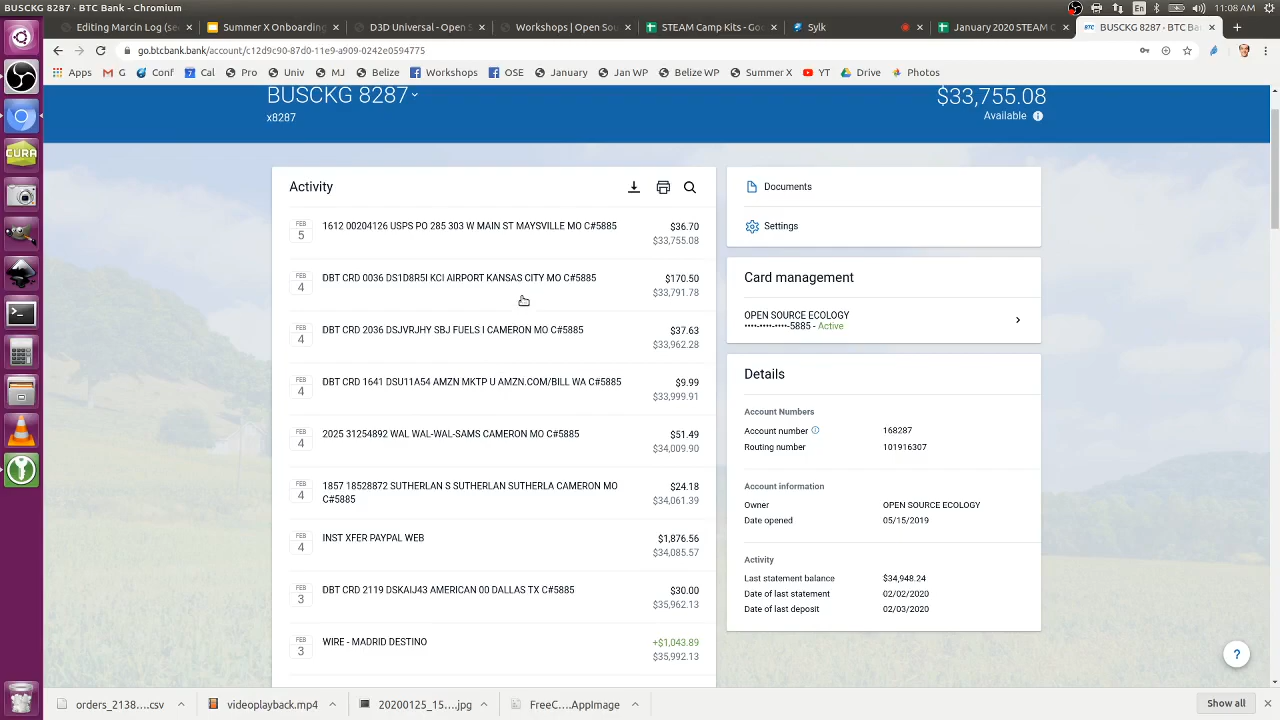 BUSCKG 8287 - BTC Bank - Chromium
En
11:08 AM
Editing Marcin Log (se
Summer X Onboarding
D3D Universal - Open S
Workshops | Open Sour
STEAM Camp Kits - Goo
Sylk
January 2020 STEAM C
BUSCKG 8287 - BTC Ban
go.btcbank.bank/account/c12d9c90-87d0-11e9-a909-0242e0594775
Apps
G
Conf
Cal
Pro
Univ
MJ
Belize
Workshops
OSE
January
Jan WP
Belize WP
Summer X
YT
Drive
Photos
BUSCKG 8287
x8287
$33,755.08
Available
Activity
FEB 5
1612 00204126 USPS PO 285 303 W MAIN ST MAYSVILLE MO C#5885
$36.70
$33,755.08
FEB 4
DBT CRD 0036 DS1D8R5I KCI AIRPORT KANSAS CITY MO C#5885
$170.50
$33,791.78
FEB 4
DBT CRD 2036 DSJVRJHY SBJ FUELS I CAMERON MO C#5885
$37.63
$33,962.28
FEB 4
DBT CRD 1641 DSU11A54 AMZN MKTP U AMZN.COM/BILL WA C#5885
$9.99
$33,999.91
FEB 4
2025 31254892 WAL WAL-WAL-SAMS CAMERON MO C#5885
$51.49
$34,009.90
FEB 4
1857 18528872 SUTHERLAN S SUTHERLAN SUTHERLA CAMERON MO
C#5885
$24.18
$34,061.39
FEB 4
INST XFER PAYPAL WEB
$1,876.56
$34,085.57
FEB 3
DBT CRD 2119 DSKAIJ43 AMERICAN 00 DALLAS TX C#5885
$30.00
$35,962.13
FEB 3
WIRE - MADRID DESTINO
+$1,043.89
$35,992.13
Documents
Settings
Card management
OPEN SOURCE ECOLOGY
••••-••••-••••-5885 - Active
Details
Account Numbers
Account number 168287
Routing number 101916307
Account information
Owner OPEN SOURCE ECOLOGY
Date opened 05/15/2019
Activity
Last statement balance $34,948.24
Date of last statement 02/02/2020
Date of last deposit 02/03/2020
?
CURA
orders_2138....csv
videoplayback.mp4
20200125_15....jpg
FreeC....AppImage
Show all